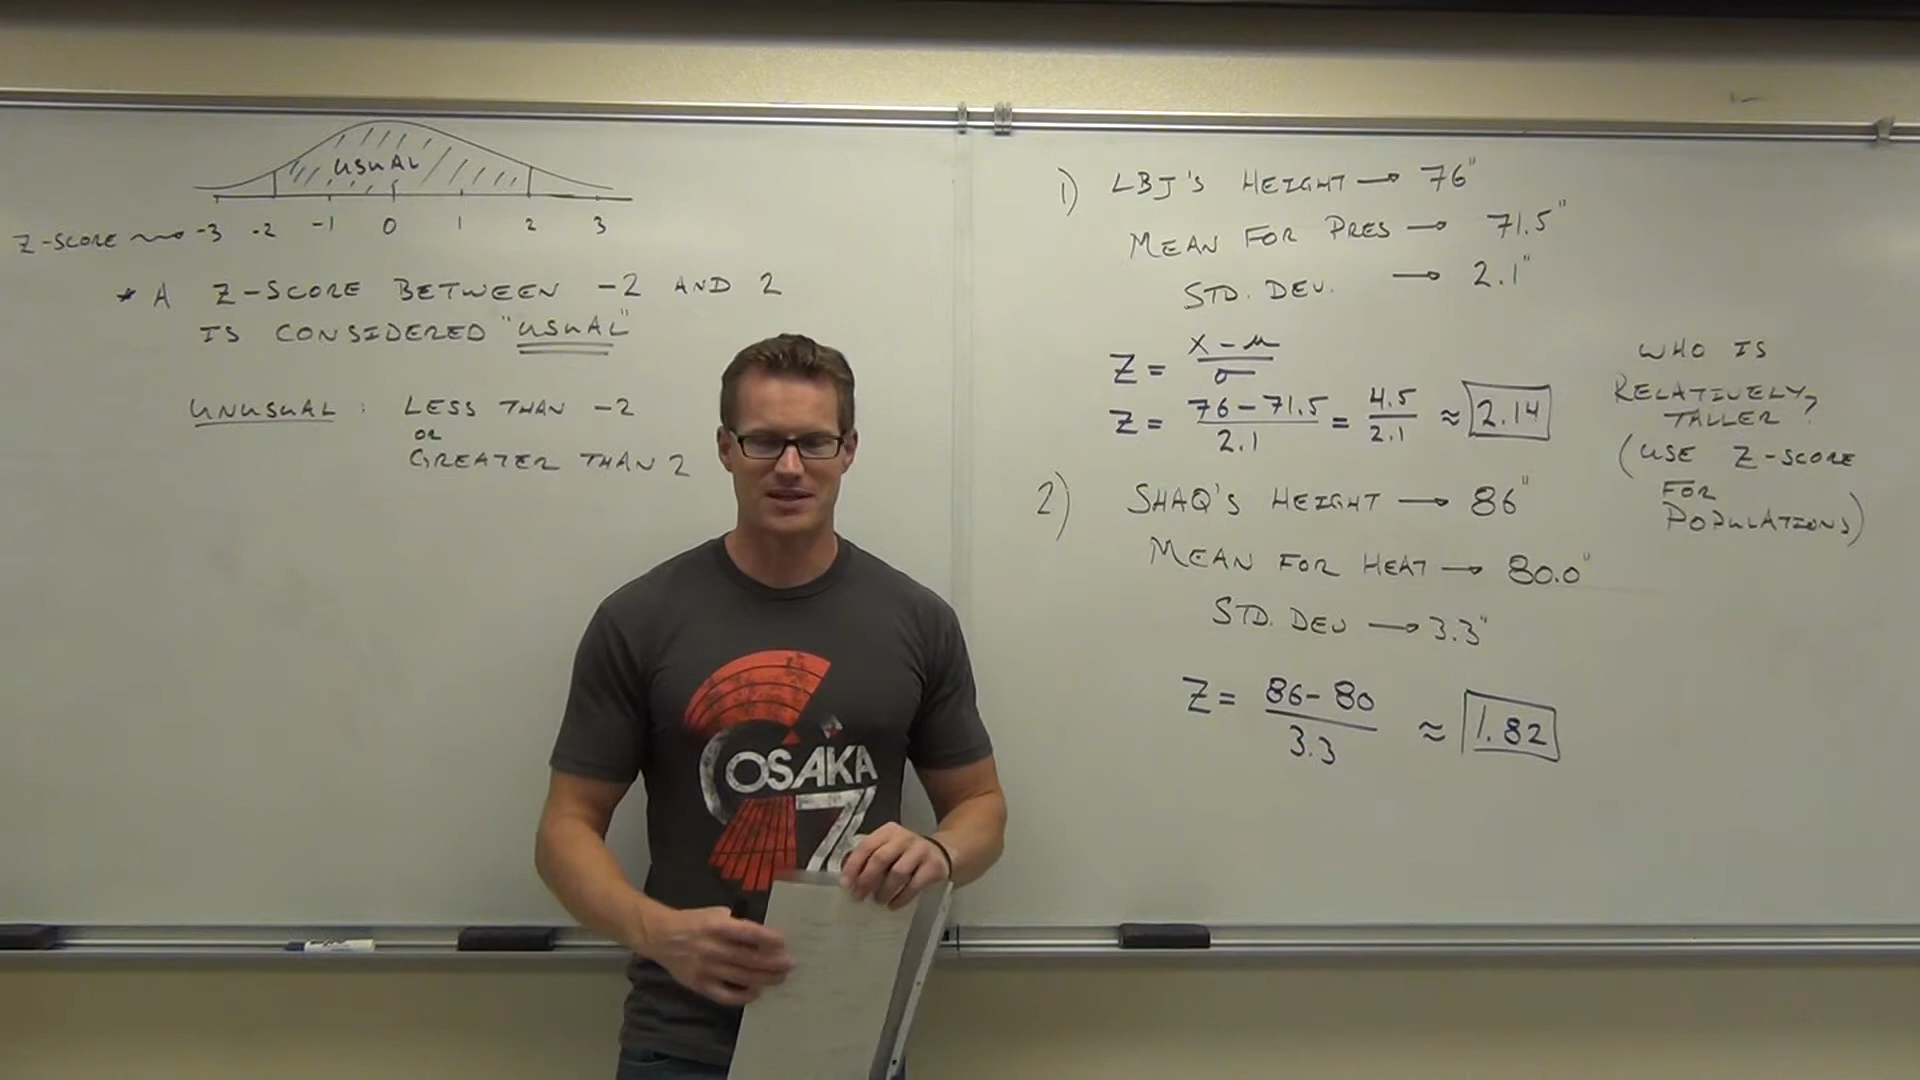 USUAL
Z-SCORE → -3 -2 -1 0 1 2 3
* A Z-SCORE BETWEEN -2 AND 2
IS CONSIDERED "USUAL"
UNUSUAL: LESS THAN -2
OR
GREATER THAN 2
1) LBJ'S HEIGHT → 76"
MEAN FOR PRES → 71.5"
STD. DEV. → 2.1"
Z = (X - μ) / σ
Z = (76 - 71.5) / 2.1 = 4.5 / 2.1 ≈ 2.14
2) SHAQ'S HEIGHT → 86"
MEAN FOR HEAT → 80.0"
STD. DEV → 3.3"
Z = (86 - 80) / 3.3 ≈ 1.82
WHO IS
RELATIVELY
TALLER?
(USE Z-SCORE
FOR
POPULATIONS)
OSAKA
7